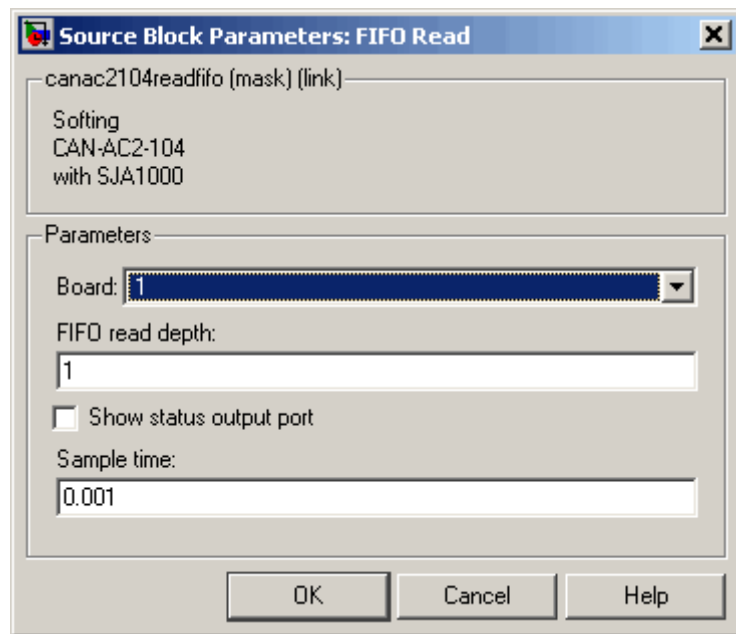 Source Block Parameters: FIFO Read
canac2104readfifo (mask) (link)
Softing
CAN-AC2-104
with SJA1000
Parameters
Board: 1
FIFO read depth:
1
Show status output port
Sample time:
0.001
OK Cancel Help